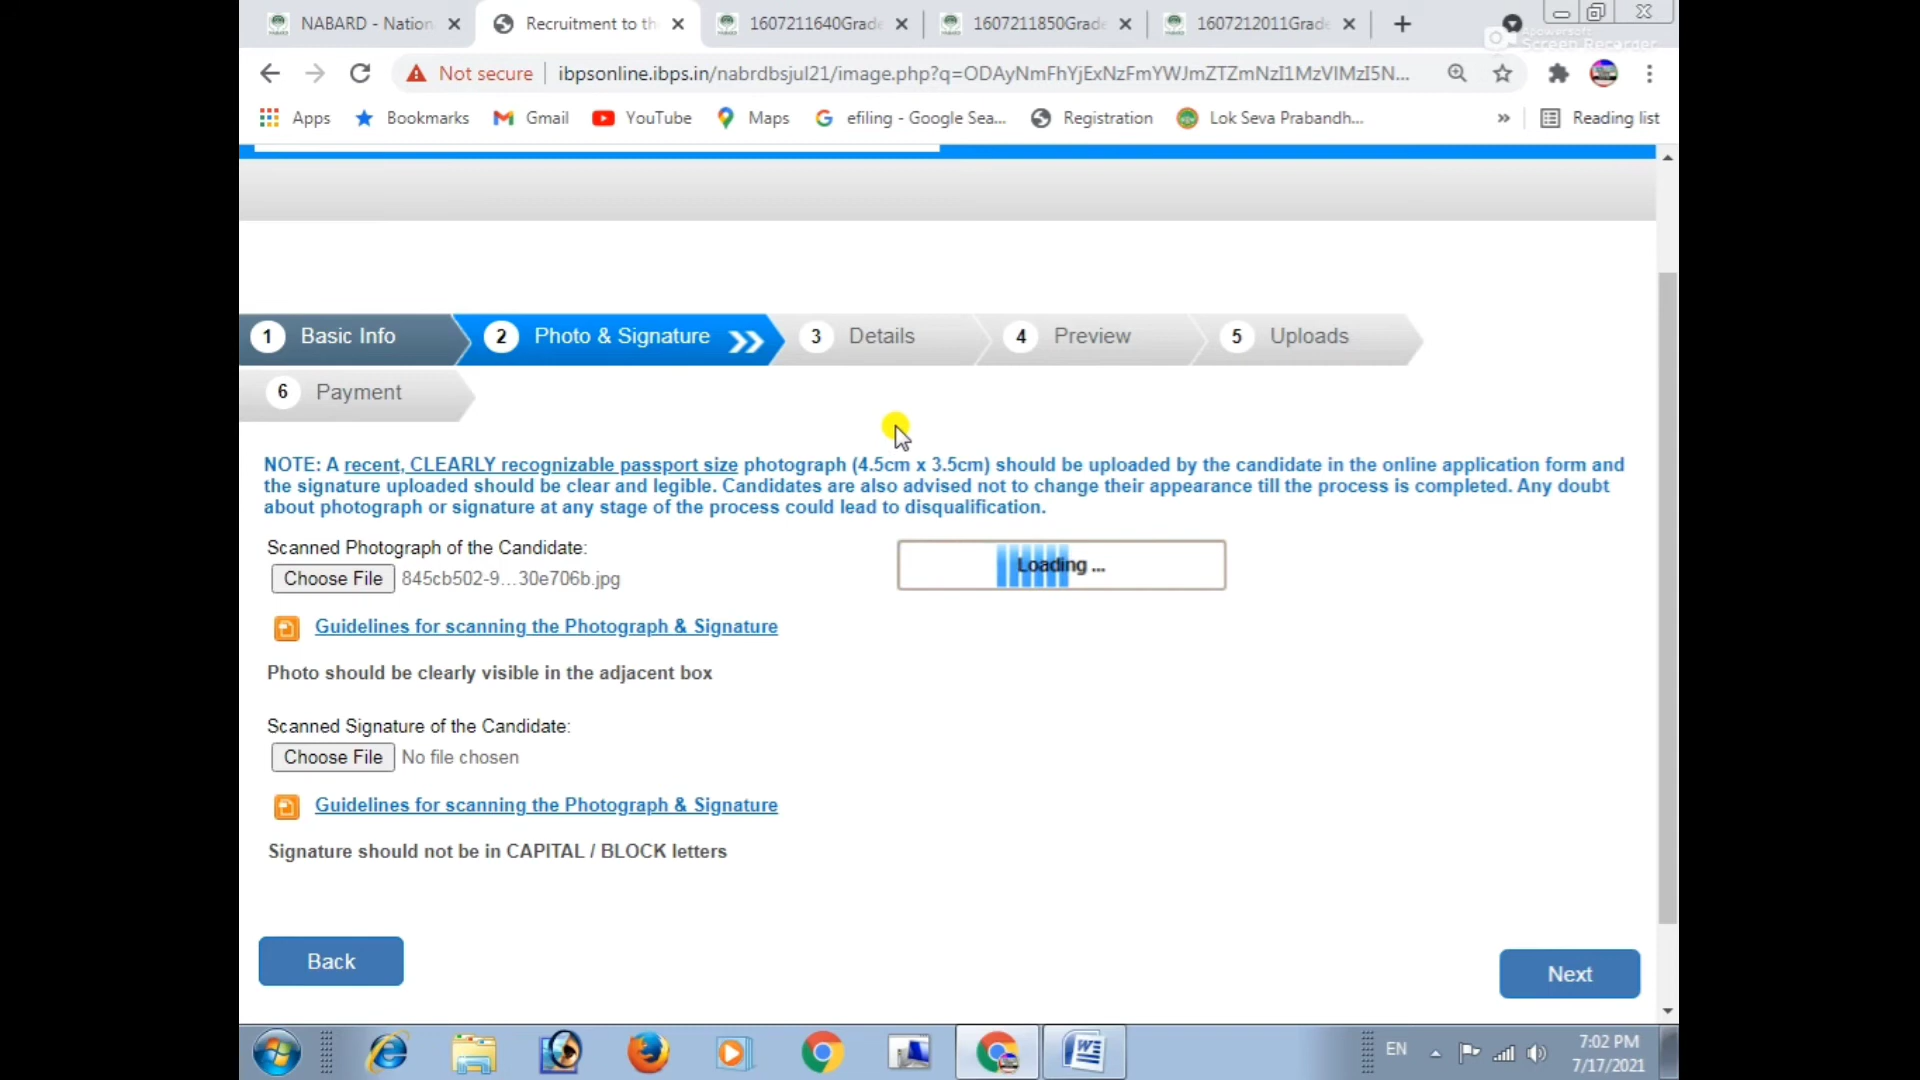 NABARD - Nation
Recruitment to th
1607211640Grade
1607211850Grade
1607212011Grade
Apowersoft
Screen Recorder
Not secure
ibpsonline.ibps.in/nabrdbsjul21/image.php?q=ODAyNmFhYjExNzFmYWJmZTZmNzI1MzVlMzI5N...
Apps
Bookmarks
Gmail
YouTube
Maps
efiling - Google Sea...
Registration
Lok Seva Prabandh...
»
Reading list
1 Basic Info
2 Photo & Signature
3 Details
4 Preview
5 Uploads
6 Payment
NOTE: A recent, CLEARLY recognizable passport size photograph (4.5cm x 3.5cm) should be uploaded by the candidate in the online application form and
the signature uploaded should be clear and legible. Candidates are also advised not to change their appearance till the process is completed. Any doubt
about photograph or signature at any stage of the process could lead to disqualification.
Scanned Photograph of the Candidate:
Choose File 845cb502-9...30e706b.jpg
Loading ...
Guidelines for scanning the Photograph & Signature
Photo should be clearly visible in the adjacent box
Scanned Signature of the Candidate:
Choose File No file chosen
Guidelines for scanning the Photograph & Signature
Signature should not be in CAPITAL / BLOCK letters
Back
Next
EN
7:02 PM
7/17/2021